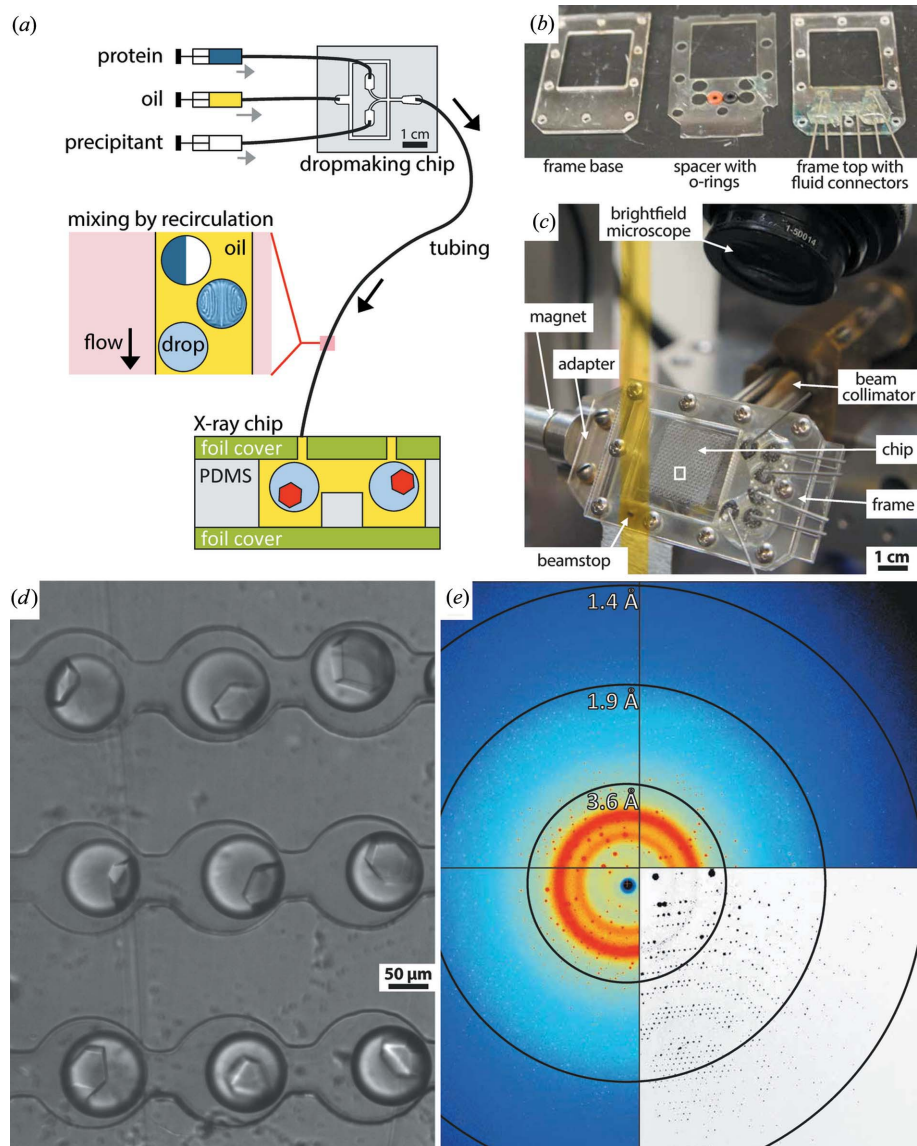 (a)
protein
oil
precipitant
1 cm
dropmaking chip
mixing by recirculation
oil
tubing
flow
drop
X-ray chip
foil cover
PDMS
foil cover
(b)
frame base
spacer with
o-rings
frame top with
fluid connectors
(c)
brightfield
microscope
1-50014
magnet
adapter
beam
collimator
chip
frame
beamstop
1 cm
(d)
50 µm
(e)
1.4 Å
1.9 Å
3.6 Å